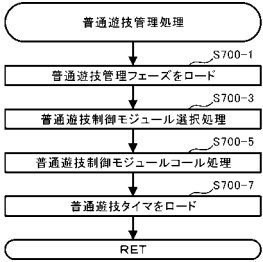 普通遊技管理処理
S700-1
普通遊技管理フェーズをロード
S700-3
普通遊技制御モジュール選択処理
S700-5
普通遊技制御モジュールコール処理
S700-7
普通遊技タイマをロード
RET